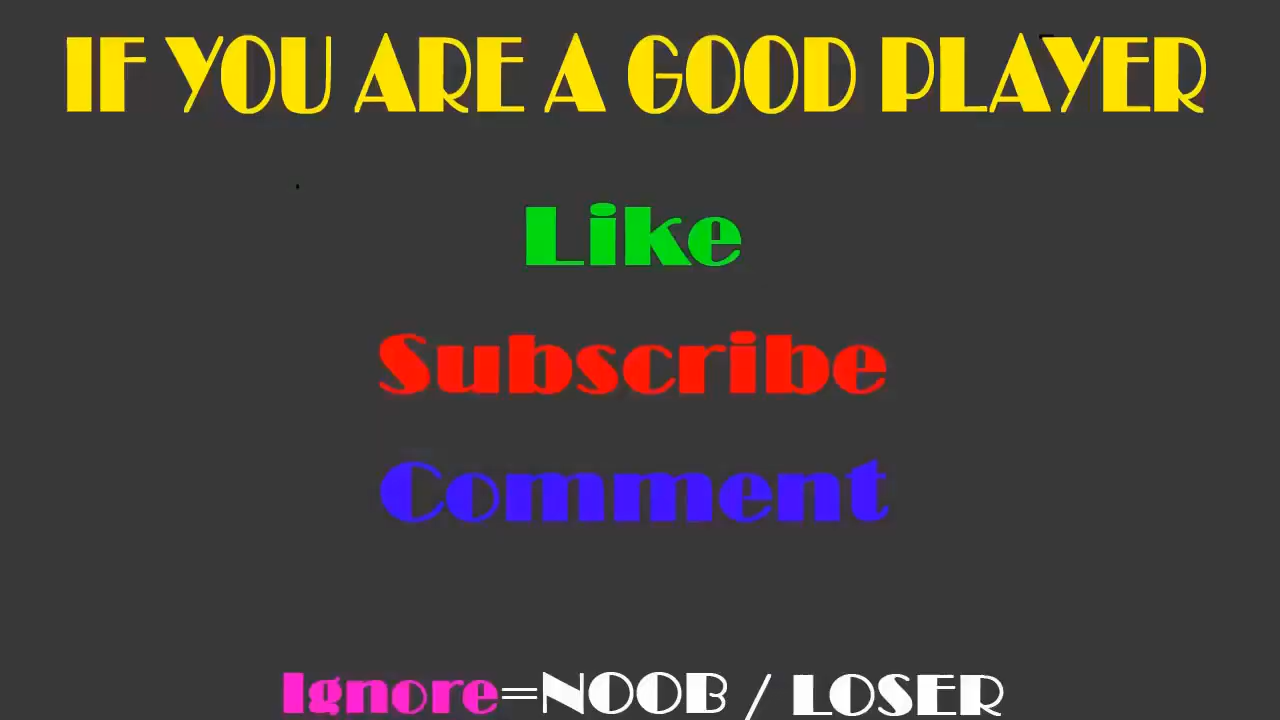 IF YOU ARE A GOOD PLAYER
Like
Subscribe
Comment
Ignore=NOOB / LOSER